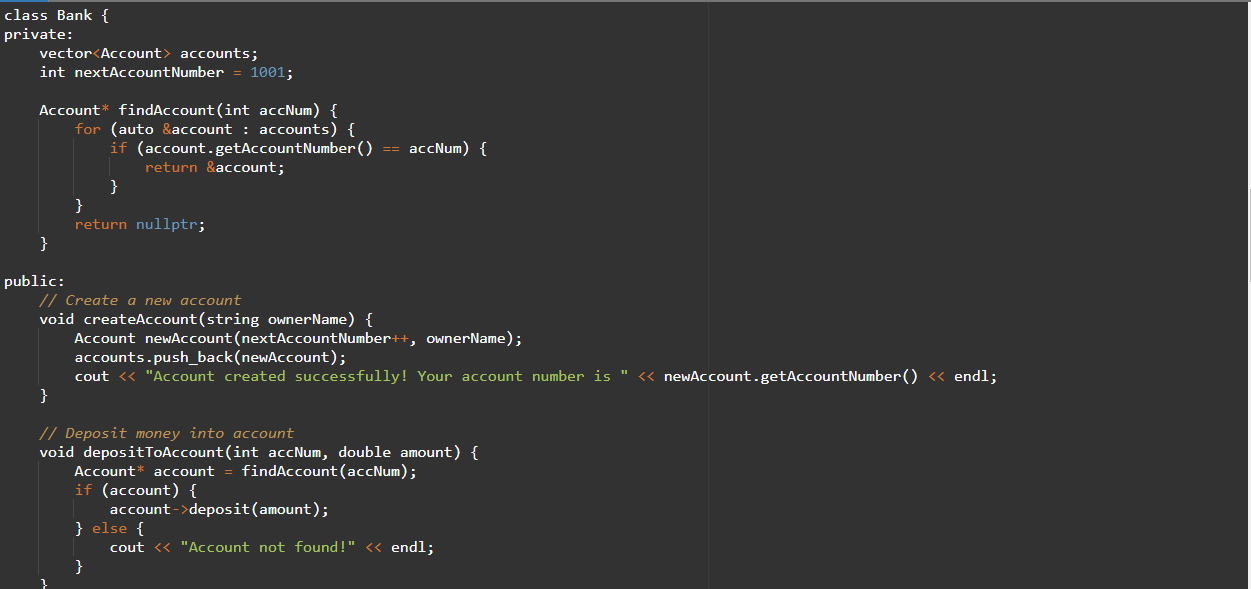 class Bank {
private:
    vector<Account> accounts;
    int nextAccountNumber = 1001;

    Account* findAccount(int accNum) {
        for (auto &account : accounts) {
            if (account.getAccountNumber() == accNum) {
                return &account;
            }
        }
        return nullptr;
    }

public:
    // Create a new account
    void createAccount(string ownerName) {
        Account newAccount(nextAccountNumber++, ownerName);
        accounts.push_back(newAccount);
        cout << "Account created successfully! Your account number is " << newAccount.getAccountNumber() << endl;
    }

    // Deposit money into account
    void depositToAccount(int accNum, double amount) {
        Account* account = findAccount(accNum);
        if (account) {
            account->deposit(amount);
        } else {
            cout << "Account not found!" << endl;
        }
    }